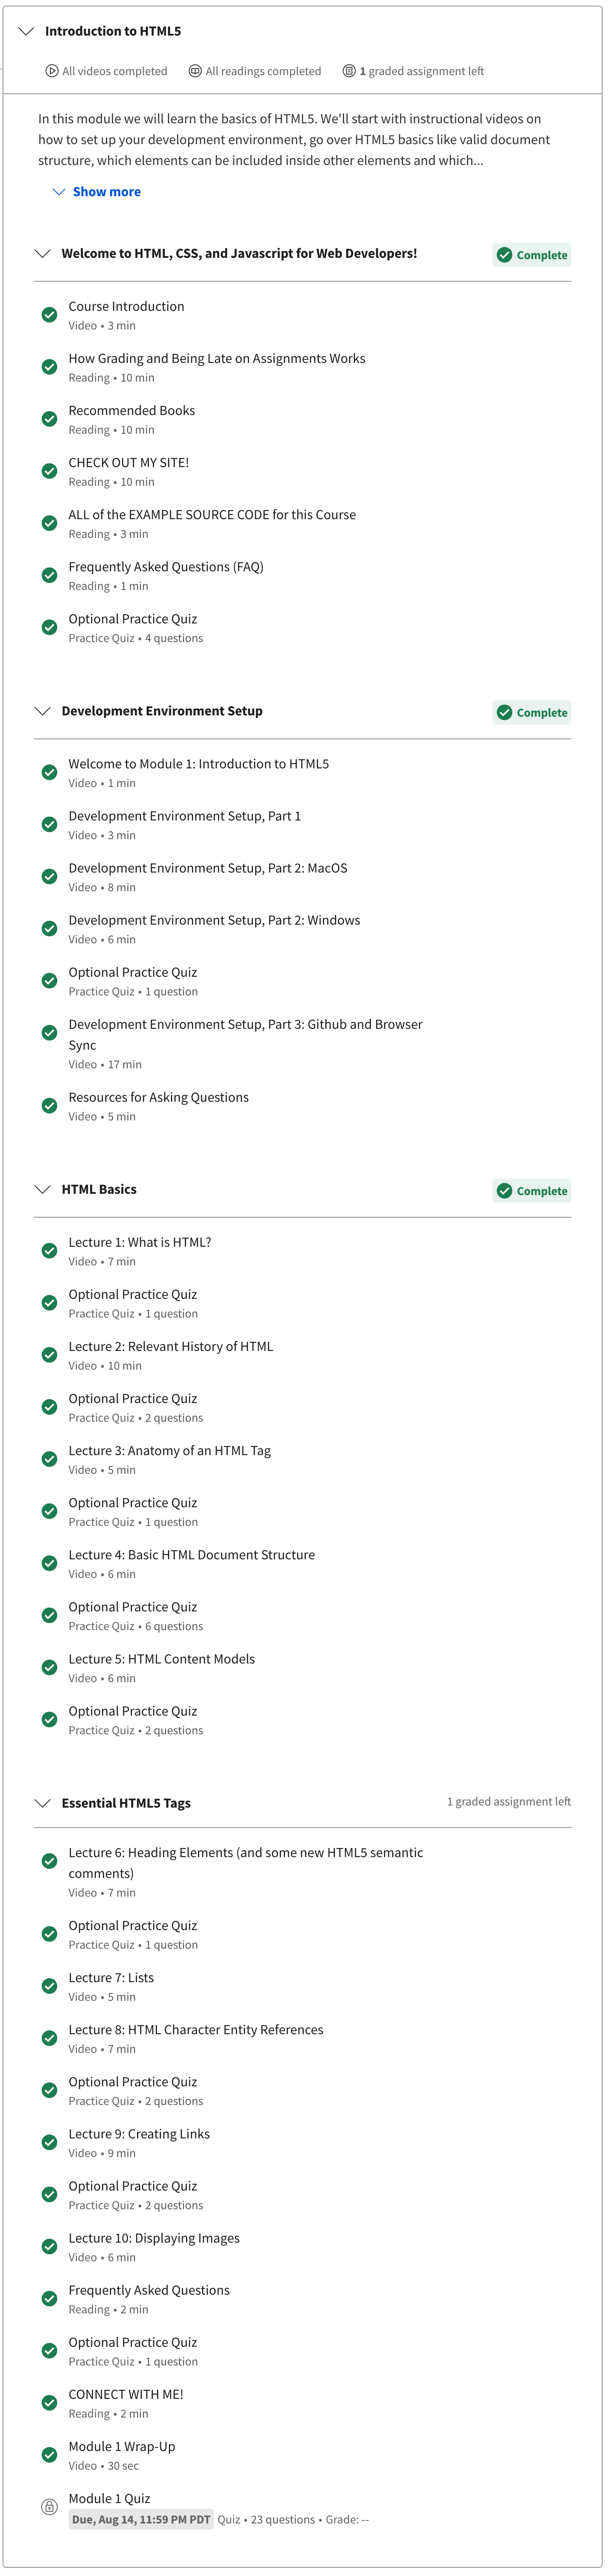 Introduction to HTML5
All videos completed All readings completed 1 graded assignment left
In this module we will learn the basics of HTML5. We'll start with instructional videos on
how to set up your development environment, go over HTML5 basics like valid document
structure, which elements can be included inside other elements and which...
Show more
Welcome to HTML, CSS, and Javascript for Web Developers! Complete
Course Introduction
Video • 3 min
How Grading and Being Late on Assignments Works
Reading • 10 min
Recommended Books
Reading • 10 min
CHECK OUT MY SITE!
Reading • 10 min
ALL of the EXAMPLE SOURCE CODE for this Course
Reading • 3 min
Frequently Asked Questions (FAQ)
Reading • 1 min
Optional Practice Quiz
Practice Quiz • 4 questions
Development Environment Setup Complete
Welcome to Module 1: Introduction to HTML5
Video • 1 min
Development Environment Setup, Part 1
Video • 3 min
Development Environment Setup, Part 2: MacOS
Video • 8 min
Development Environment Setup, Part 2: Windows
Video • 6 min
Optional Practice Quiz
Practice Quiz • 1 question
Development Environment Setup, Part 3: Github and Browser
Sync
Video • 17 min
Resources for Asking Questions
Video • 5 min
HTML Basics Complete
Lecture 1: What is HTML?
Video • 7 min
Optional Practice Quiz
Practice Quiz • 1 question
Lecture 2: Relevant History of HTML
Video • 10 min
Optional Practice Quiz
Practice Quiz • 2 questions
Lecture 3: Anatomy of an HTML Tag
Video • 5 min
Optional Practice Quiz
Practice Quiz • 1 question
Lecture 4: Basic HTML Document Structure
Video • 6 min
Optional Practice Quiz
Practice Quiz • 6 questions
Lecture 5: HTML Content Models
Video • 6 min
Optional Practice Quiz
Practice Quiz • 2 questions
Essential HTML5 Tags 1 graded assignment left
Lecture 6: Heading Elements (and some new HTML5 semantic
comments)
Video • 7 min
Optional Practice Quiz
Practice Quiz • 1 question
Lecture 7: Lists
Video • 5 min
Lecture 8: HTML Character Entity References
Video • 7 min
Optional Practice Quiz
Practice Quiz • 2 questions
Lecture 9: Creating Links
Video • 9 min
Optional Practice Quiz
Practice Quiz • 2 questions
Lecture 10: Displaying Images
Video • 6 min
Frequently Asked Questions
Reading • 2 min
Optional Practice Quiz
Practice Quiz • 1 question
CONNECT WITH ME!
Reading • 2 min
Module 1 Wrap-Up
Video • 30 sec
Module 1 Quiz
Due, Aug 14, 11:59 PM PDT Quiz • 23 questions • Grade: --